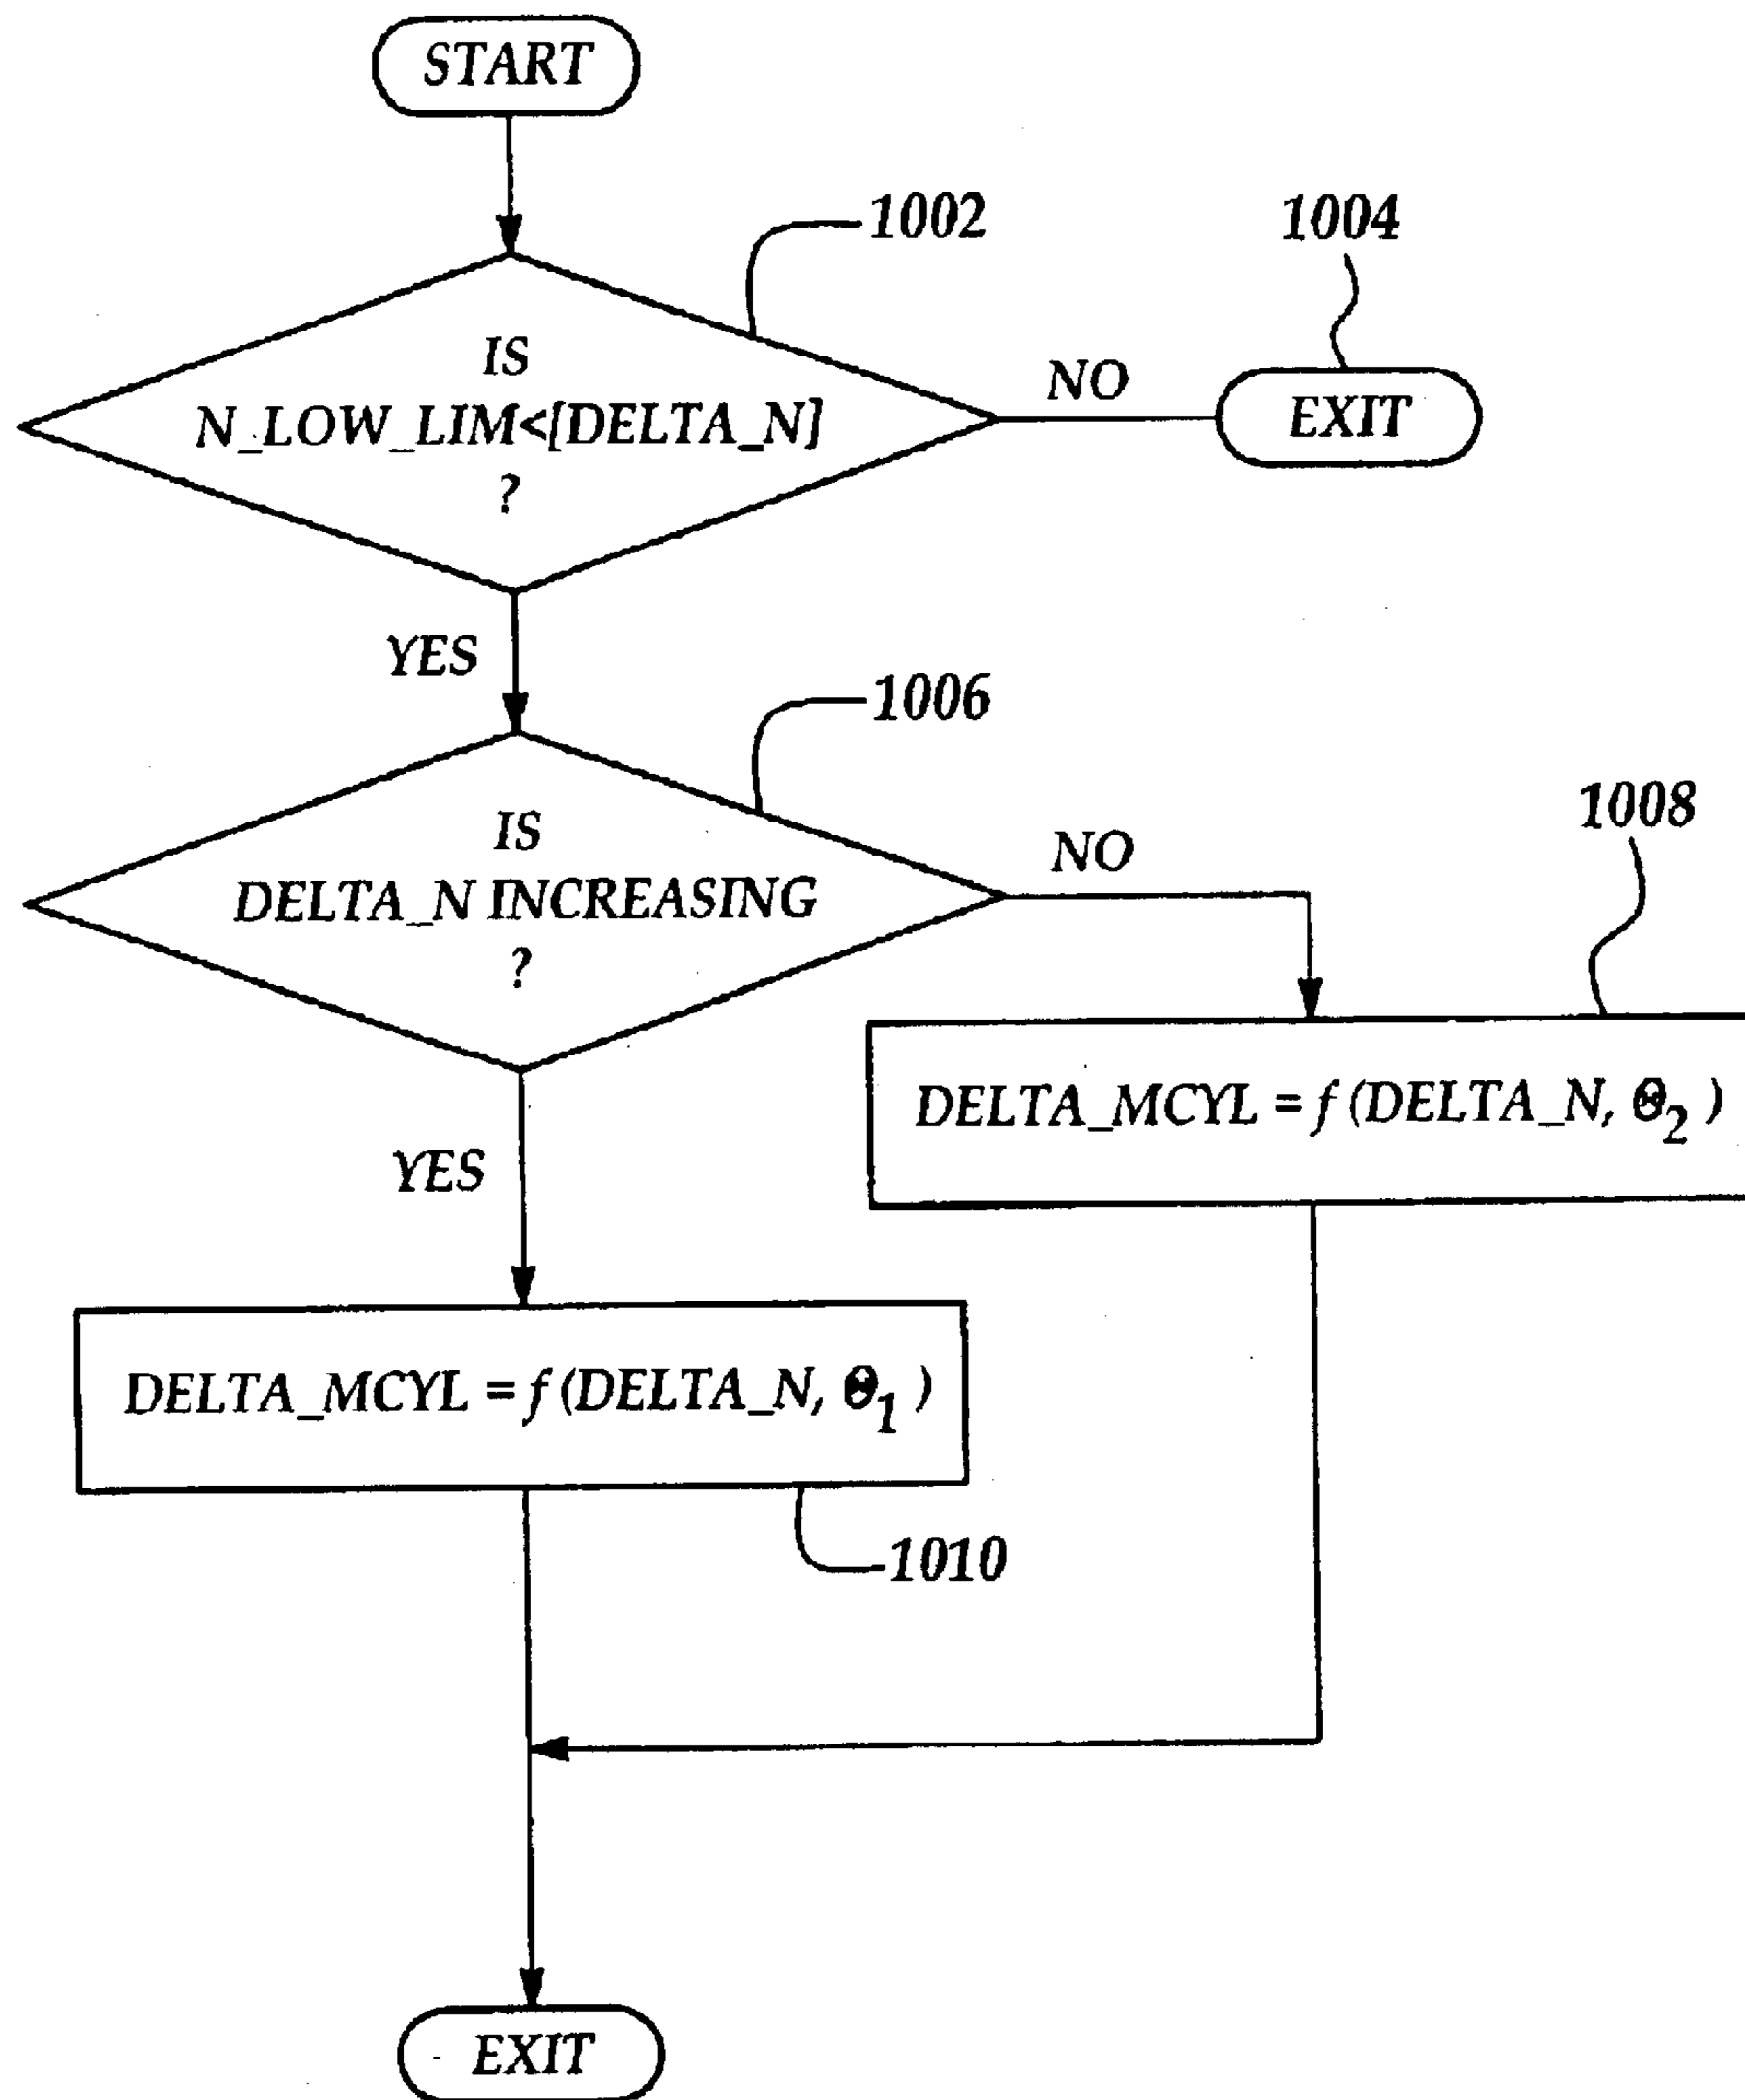 START
1002
1004
IS
N_LOW_LIM<[DELTA_N]
?
NO
EXIT
YES
1006
IS
DELTA_N INCREASING
?
NO
1008
DELTA_MCYL = f (DELTA_N, Θ₂ )
YES
DELTA_MCYL = f (DELTA_N, Θ₁ )
1010
EXIT